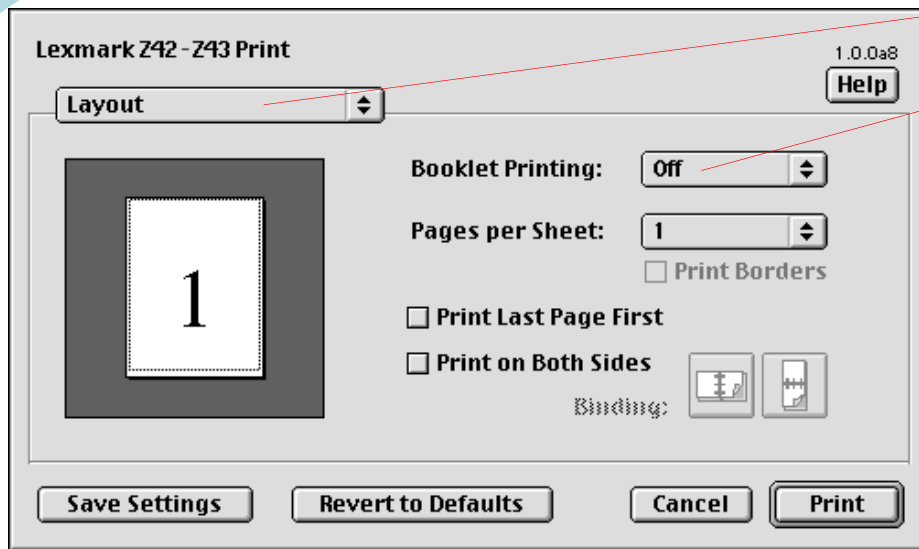 Lexmark Z42-Z43 Print
1.0.0a8
Help
Layout
Booklet Printing: Off
Pages per Sheet: 1
Print Borders
1
Print Last Page First
Print on Both Sides
Binding:
Save Settings Revert to Defaults Cancel Print